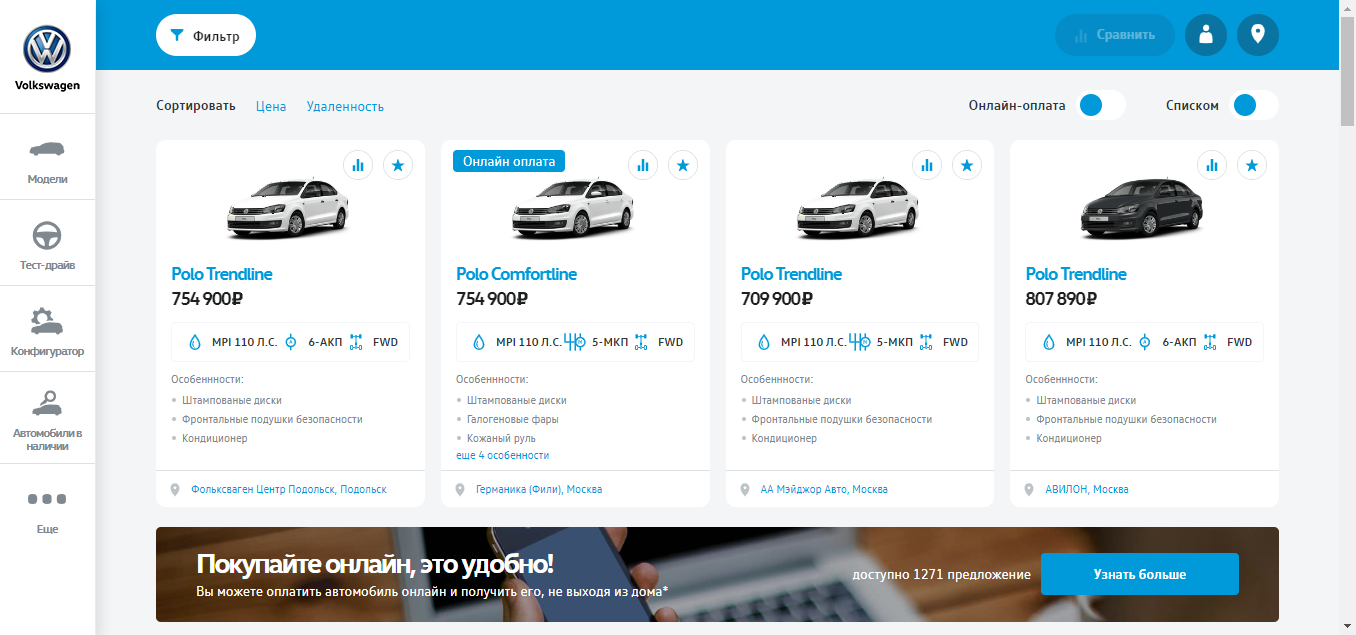 Фильтр
Сравнить
Volkswagen
Модели
Тест-драйв
Конфигуратор
Автомобили в
наличии
Еще
Сортировать Цена Удаленность
Онлайн-оплата Списком
Polo Trendline
754 900₽
MPI 110 Л.С. 6-АКП FWD
Особеннности:
Штампованые диски
Фронтальные подушки безопасности
Кондиционер
Фольксваген Центр Подольск, Подольск
Онлайн оплата
Polo Comfortline
754 900₽
MPI 110 Л.С. 5-МКП FWD
Особеннности:
Штампованые диски
Галогеновые фары
Кожаный руль
еще 4 особенности
Германика (Фили), Москва
Polo Trendline
709 900₽
MPI 110 Л.С. 5-МКП FWD
Особеннности:
Штампованые диски
Фронтальные подушки безопасности
Кондиционер
АА Мэйджор Авто, Москва
Polo Trendline
807 890₽
MPI 110 Л.С. 6-АКП FWD
Особеннности:
Штампованые диски
Фронтальные подушки безопасности
Кондиционер
АВИЛОН, Москва
Покупайте онлайн, это удобно!
Вы можете оплатить автомобиль онлайн и получить его, не выходя из дома*
доступно 1271 предложение
Узнать больше